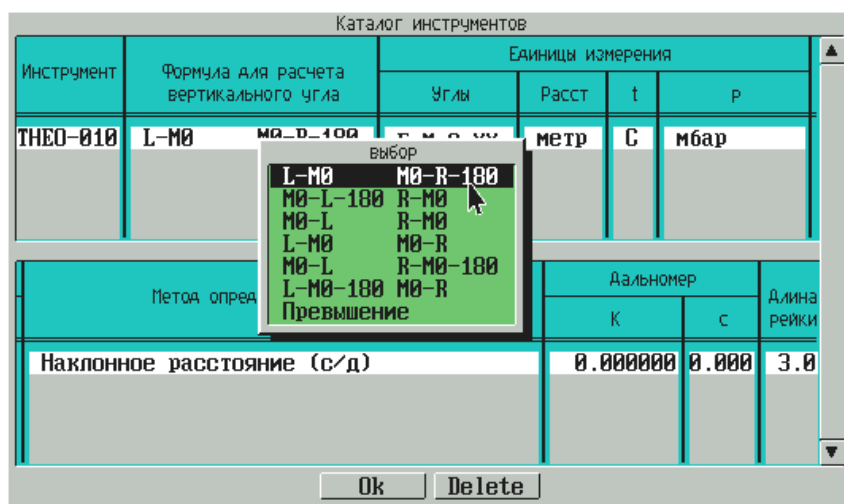 Каталог инструментов
Инструмент
Формула для расчета
вертикального угла
Единицы измерения
Углы
Расст
t
P
THEO-010
L-M0 M0-R-180
метр
C
мбар
выбор
L-M0 M0-R-180
M0-L-180 R-M0
M0-L R-M0
L-M0 M0-R
M0-L R-M0-180
L-M0-180 M0-R
Превышение
Метод опред
Дальномер
К
с
Длина
рейки
Наклонное расстояние (с/д)
0.000000
0.000
3.0
Ok
Delete